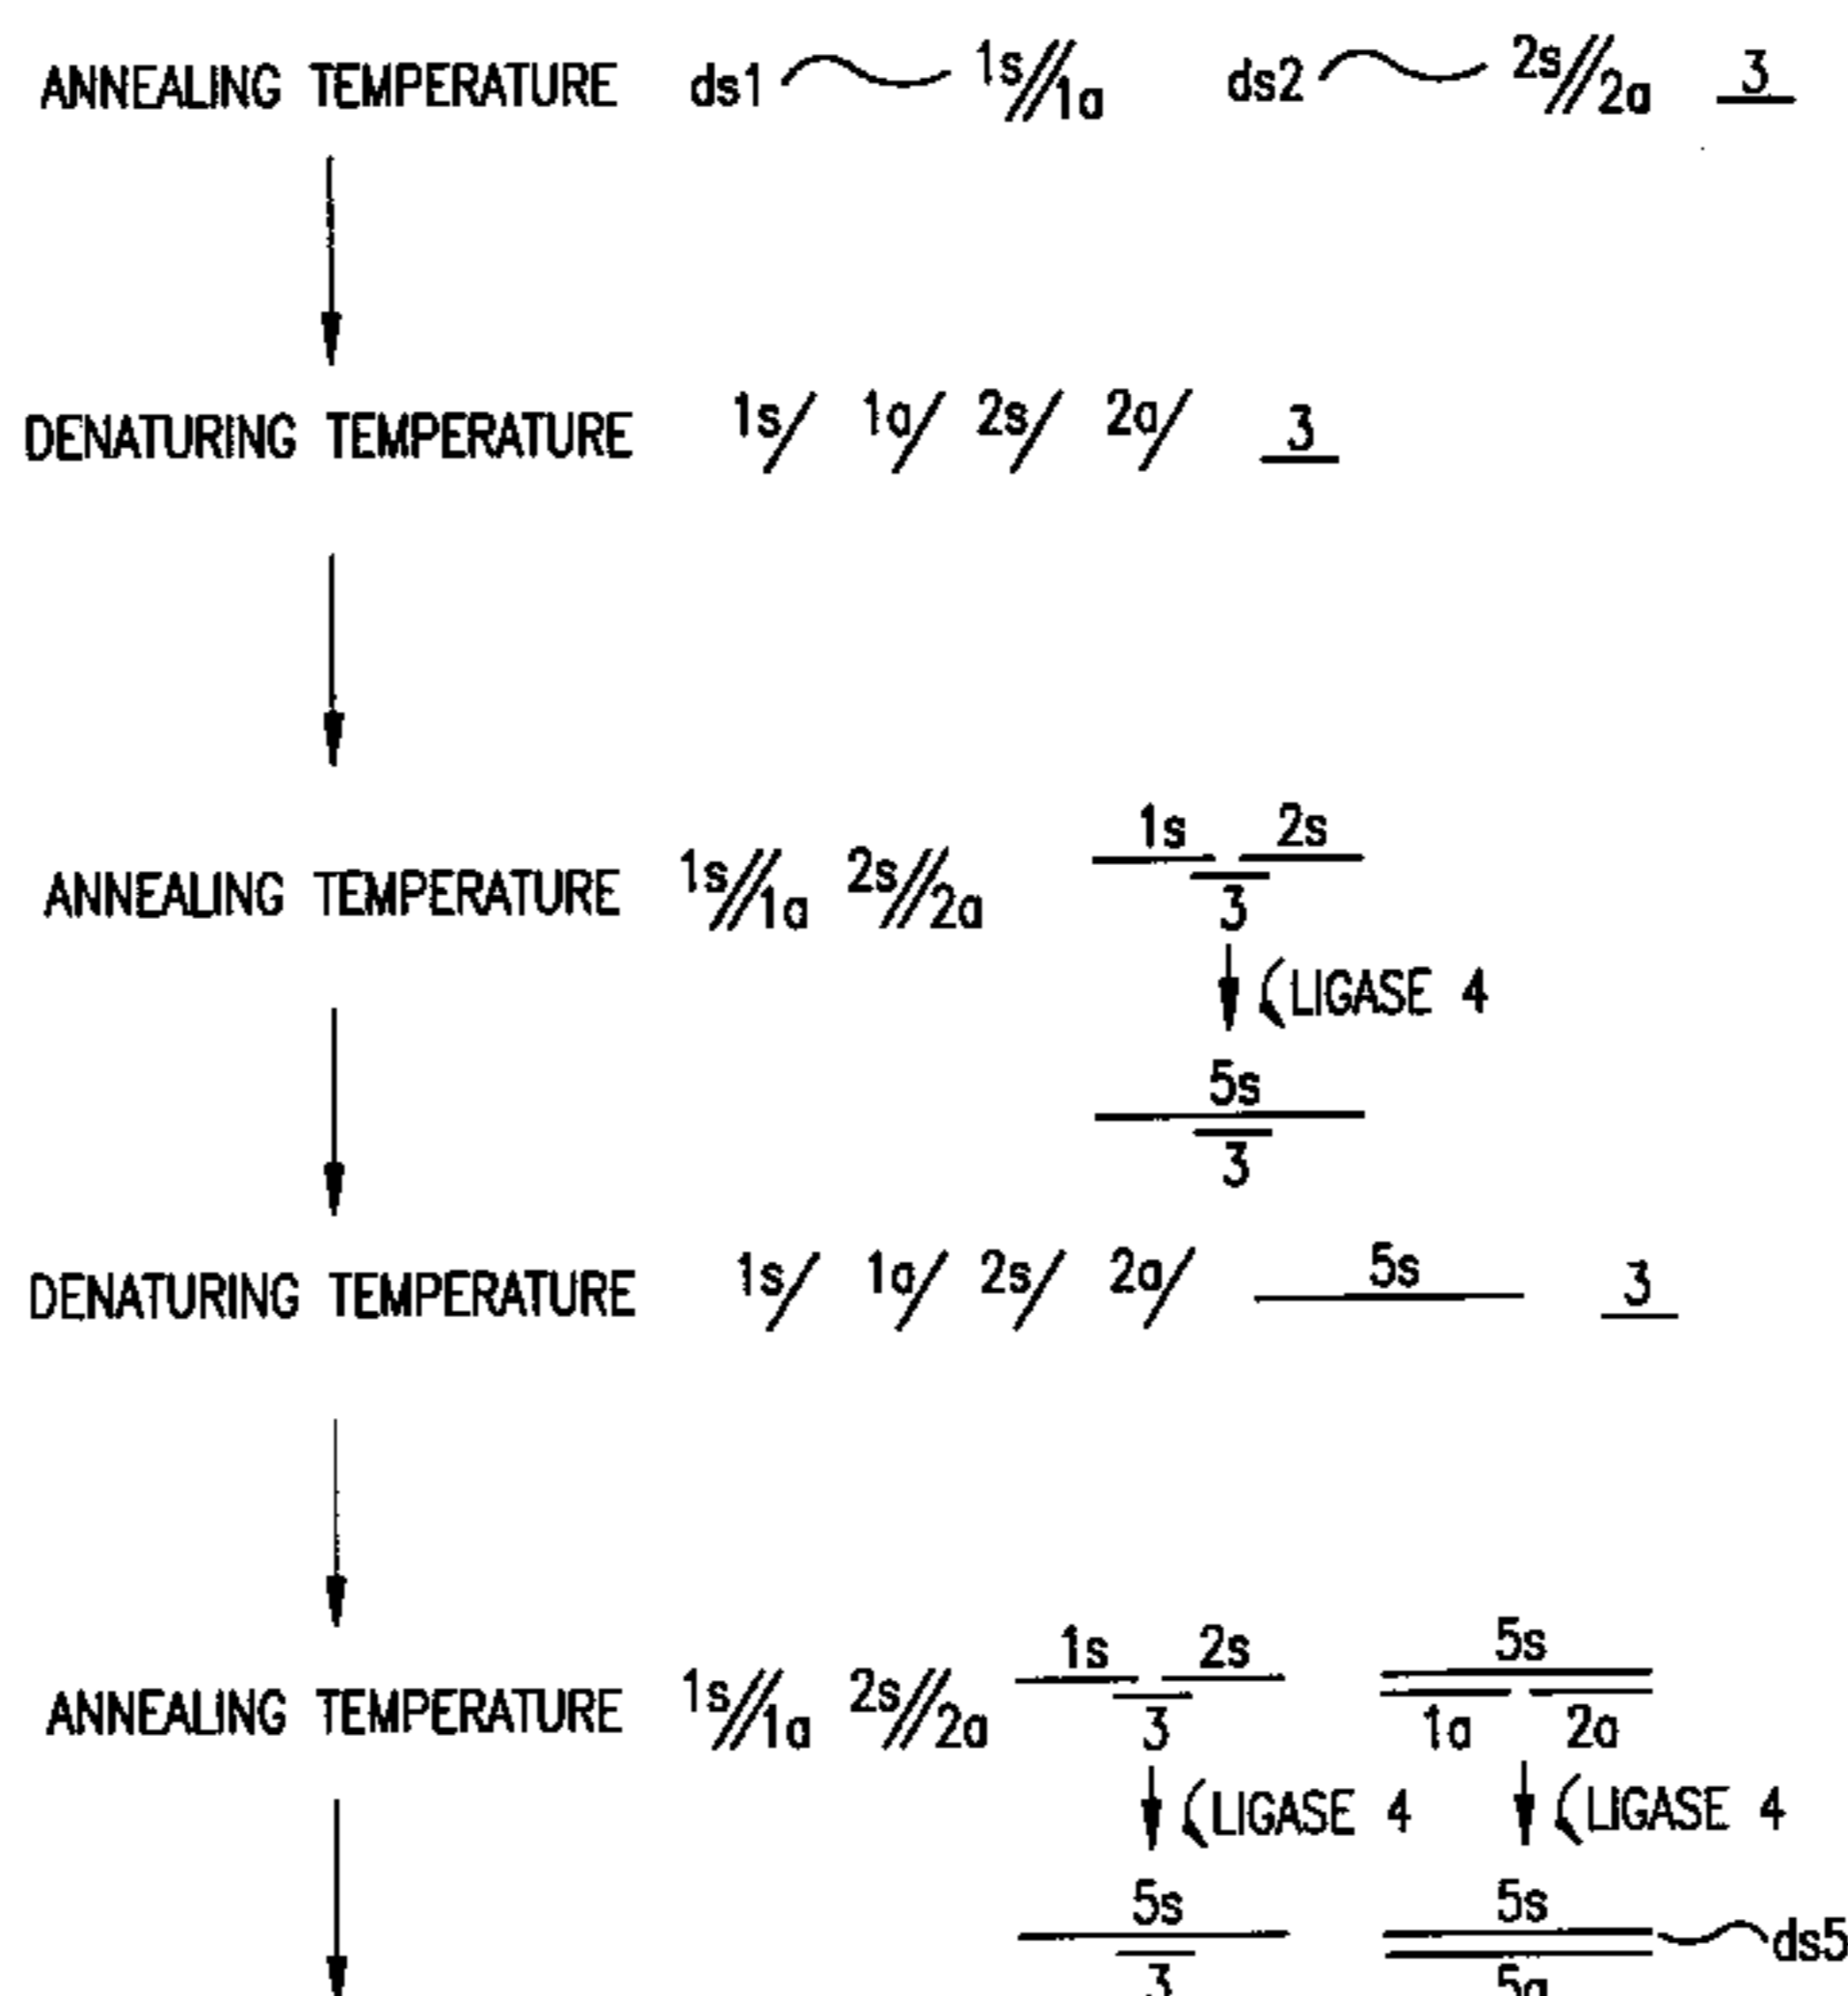 ANNEALING TEMPERATURE ds1 1s//1a ds2 2s//2a 3
DENATURING TEMPERATURE 1s/ 1a/ 2s/ 2a/ 3
1s 2s
ANNEALING TEMPERATURE 1s//1a 2s//2a 3
LIGASE 4
5s
3
DENATURING TEMPERATURE 1s/ 1a/ 2s/ 2a/ 5s 3
1s 2s 5s
ANNEALING TEMPERATURE 1s//1a 2s//2a 3 1a 2a
LIGASE 4 LIGASE 4
5s 5s ds5
3 5a